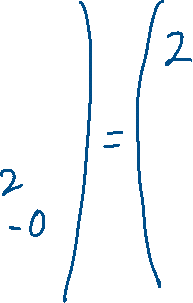 ) = ( 2
2
-0